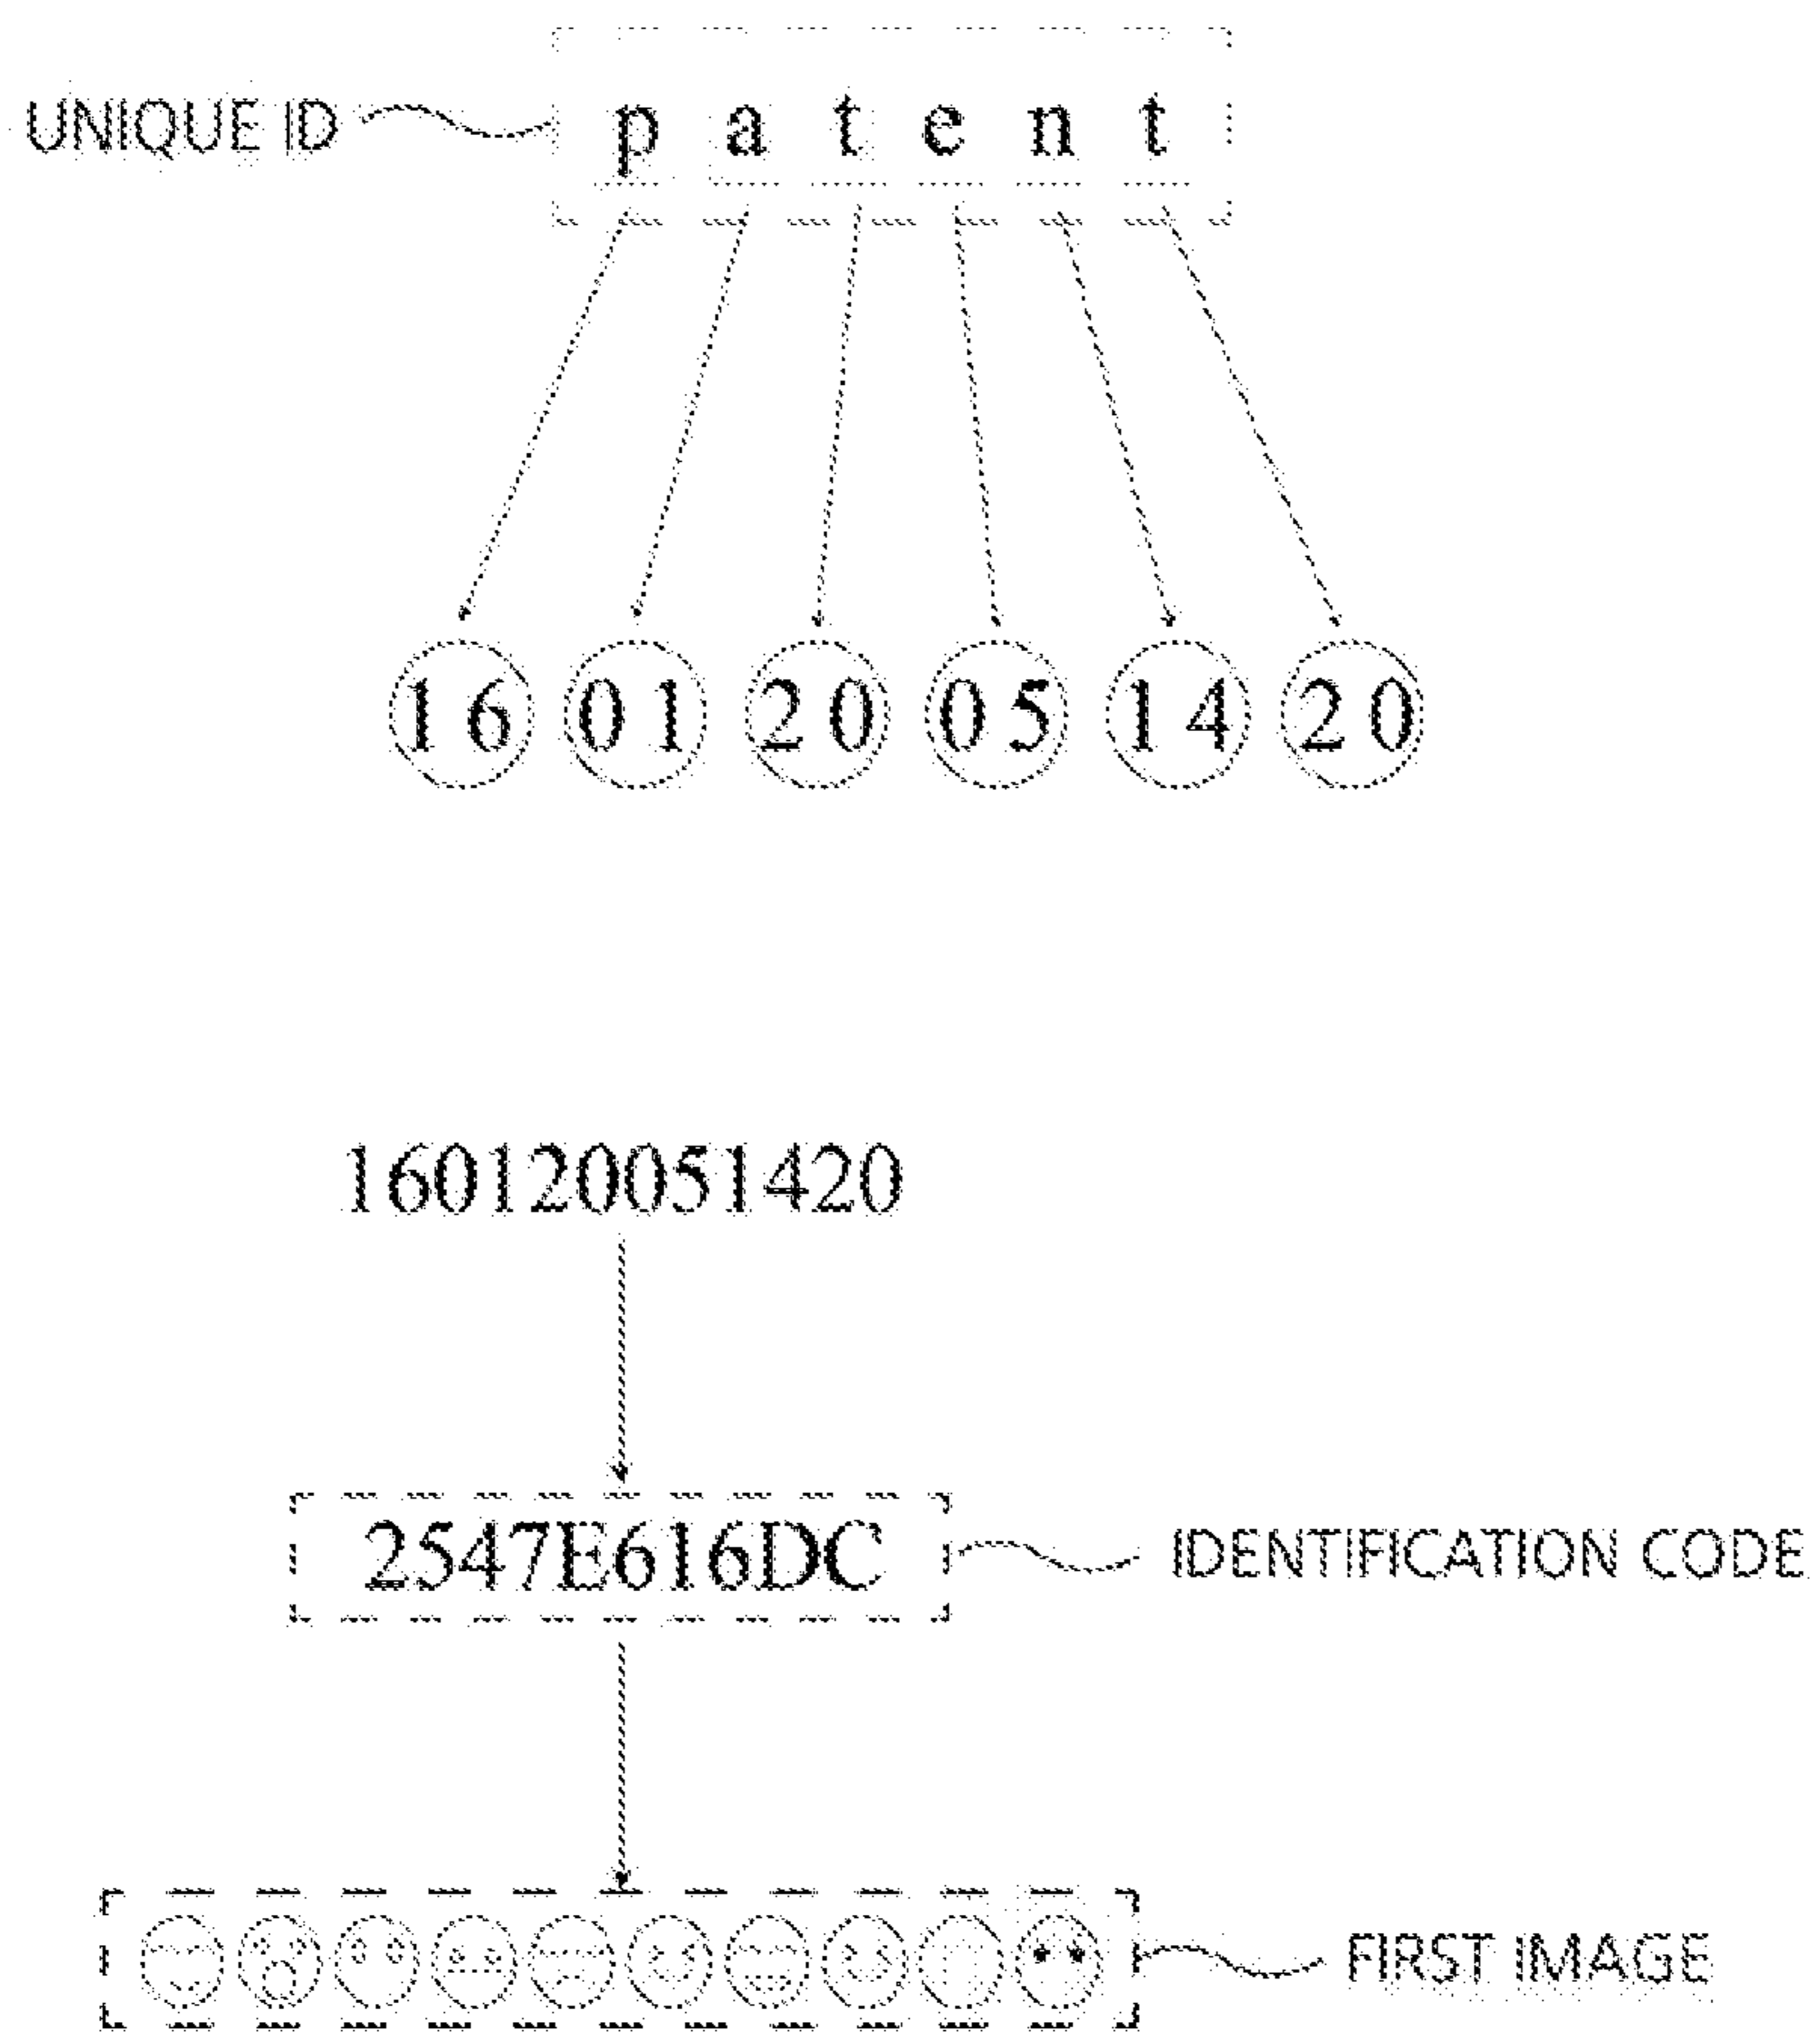 UNIQUE ID p a t e n t
16 01 20 05 14 20
160120051420
2547E616DC IDENTIFICATION CODE
FIRST IMAGE